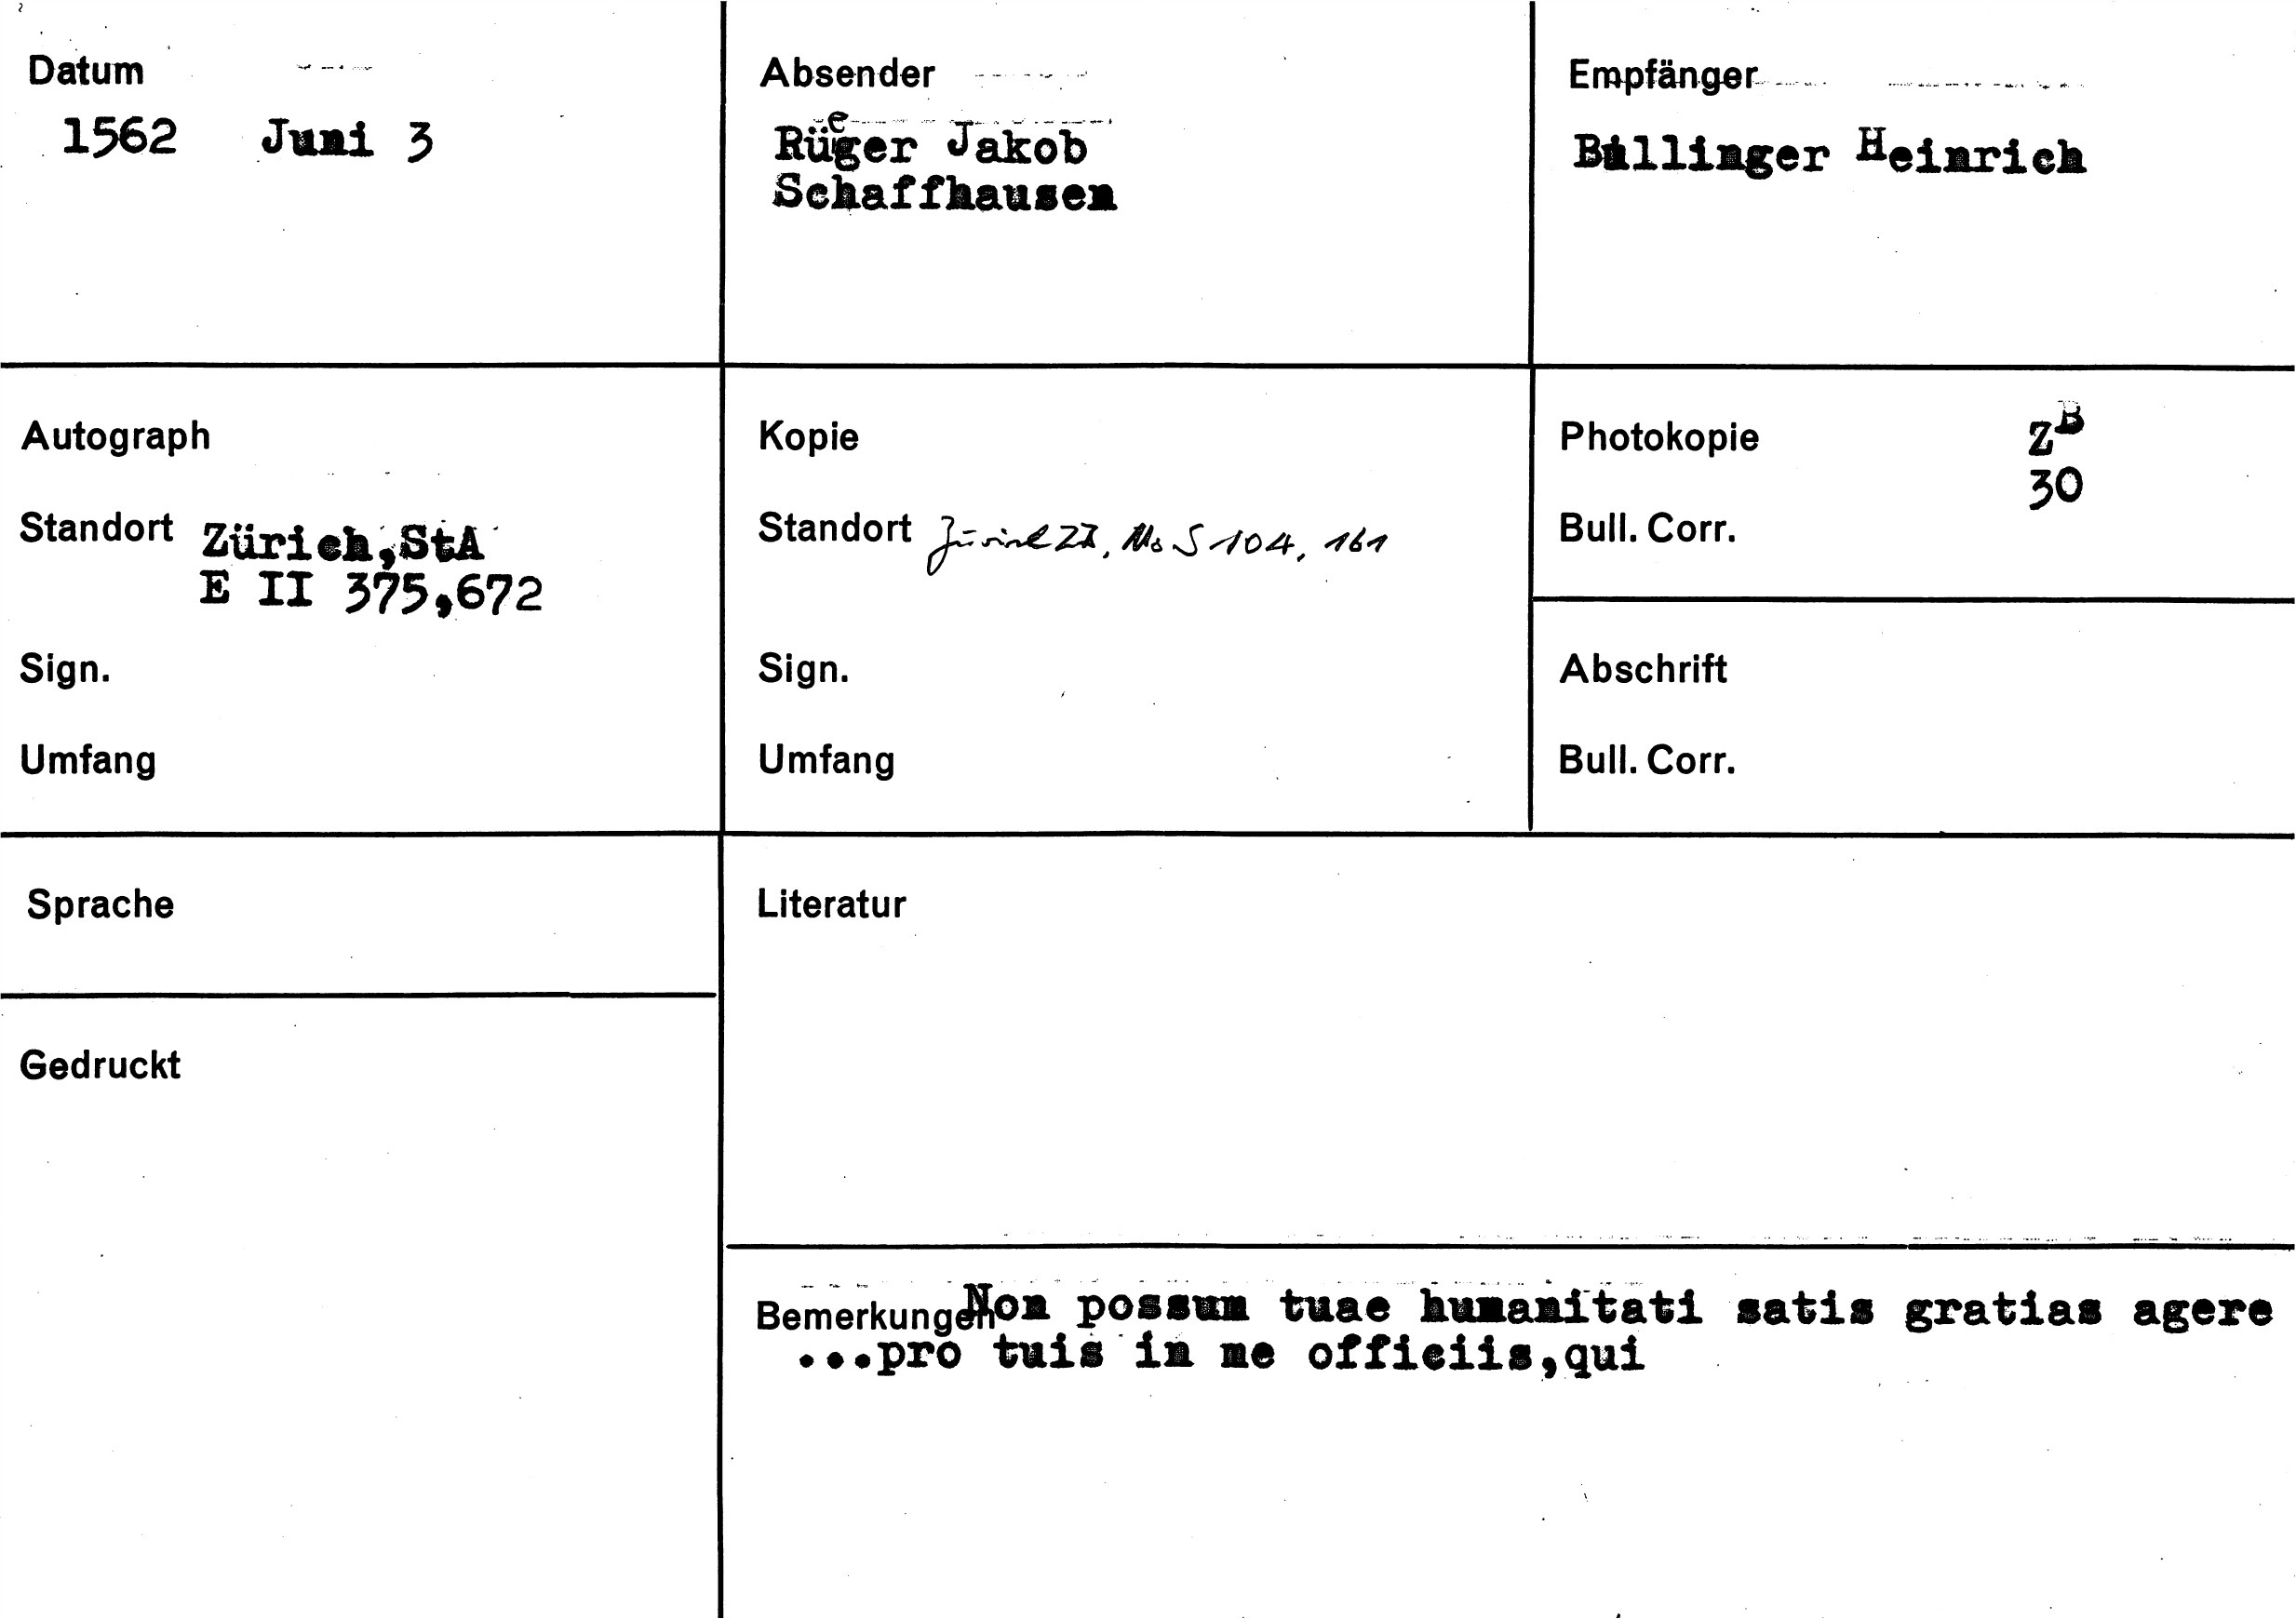 Datum
1562 Juni 3
Absender
Rüeger Jakob
Schaffhausen
Empfänger
Bullinger Heinrich
Autograph
Standort Zürich,StA
E II 375,672
Sign.
Umfang
Kopie
Standort Zürich ZB, Ms S 104, 161
Sign.
Umfang
Photokopie ZB
30
Bull. Corr.
Abschrift
Bull. Corr.
Sprache
Gedruckt
Literatur
Bemerkungen Non possum tuae humanitati satis gratias agere
...pro tuis in me officiis,qui